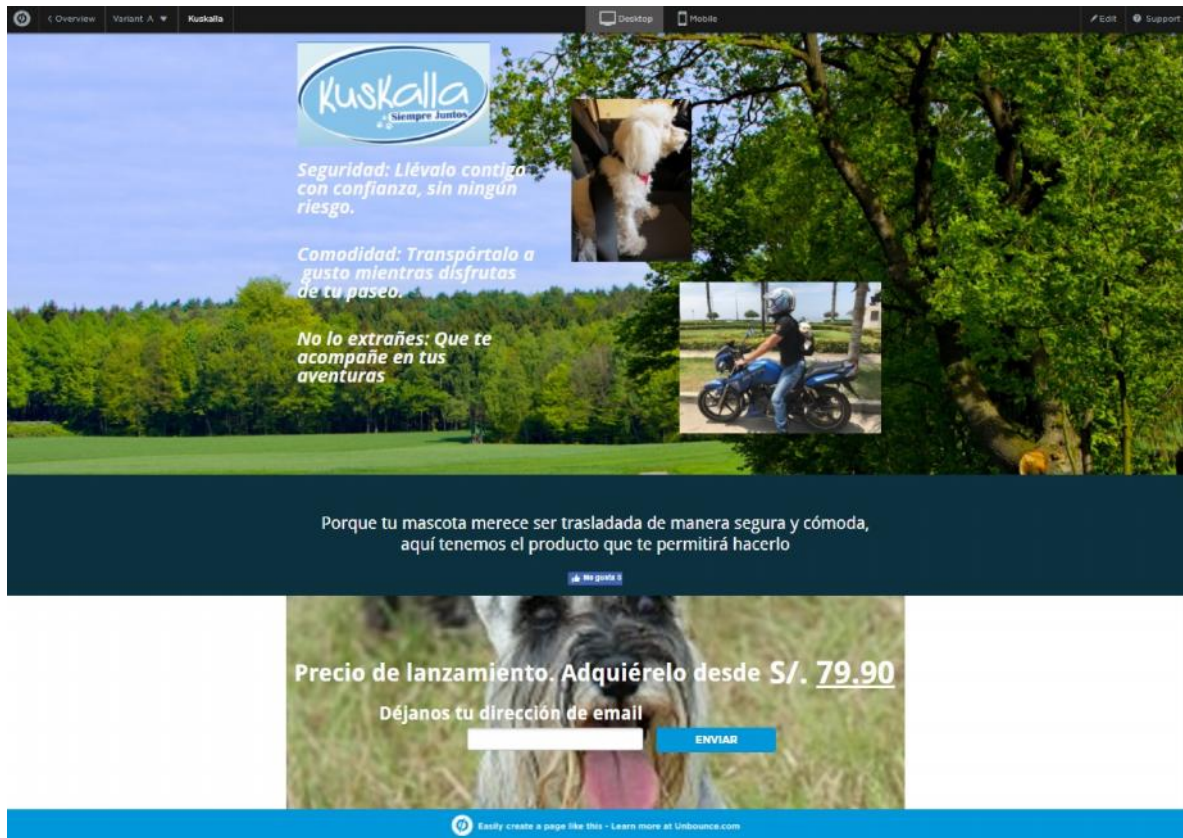 Overview
Variant A
Kuskalla
Desktop
Mobile
Edit
Support
Kuskalla
Siempre Juntos
Seguridad: Llévalo contigo
con confianza, sin ningún
riesgo.
Comodidad: Transpórtalo a
gusto mientras disfrutas
de tu paseo.
No lo extrañes: Que te
acompañe en tus
aventuras
Porque tu mascota merece ser trasladada de manera segura y cómoda,
aquí tenemos el producto que te permitirá hacerlo
Me gusta 5
Precio de lanzamiento. Adquiérelo desde S/. 79.90
Déjanos tu dirección de email
ENVIAR
Easily create a page like this - Learn more at Unbounce.com